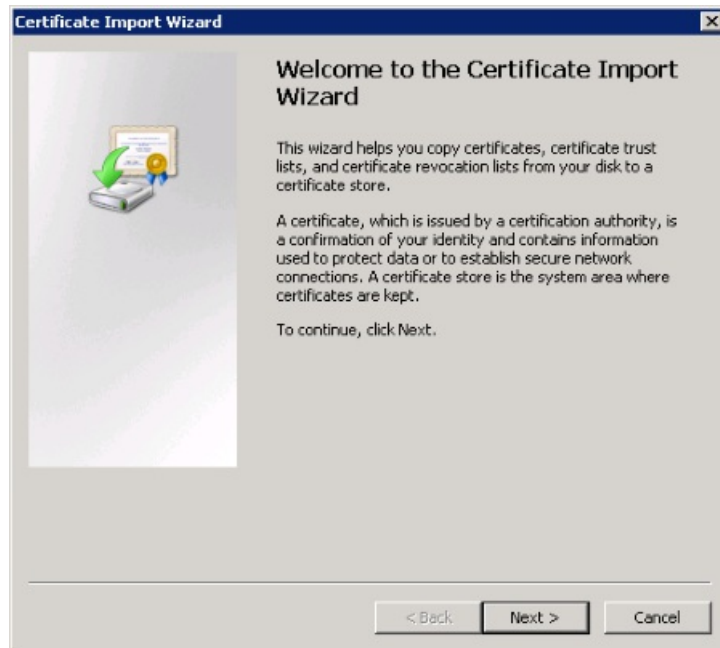 Certificate Import Wizard
Welcome to the Certificate Import
Wizard
This wizard helps you copy certificates, certificate trust
lists, and certificate revocation lists from your disk to a
certificate store.
A certificate, which is issued by a certification authority, is
a confirmation of your identity and contains information
used to protect data or to establish secure network
connections. A certificate store is the system area where
certificates are kept.
To continue, click Next.
< Back Next > Cancel